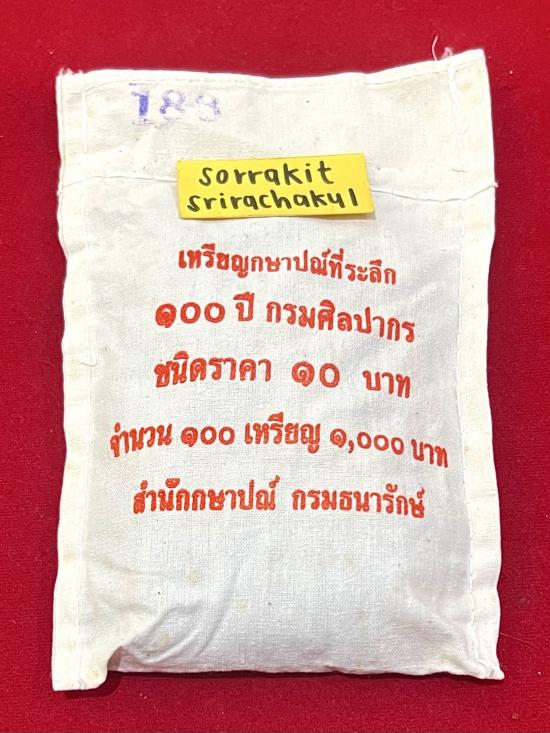 sorrakit
srirachakul
เหรียญกษาปณ์ที่ระลึก
๑๐๐ ปี กรมศิลปากร
ชนิดราคา ๑๐ บาท
จำนวน ๑๐๐ เหรียญ ๑,๐๐๐ บาท
สำนักกษาปณ์ กรมธนารักษ์